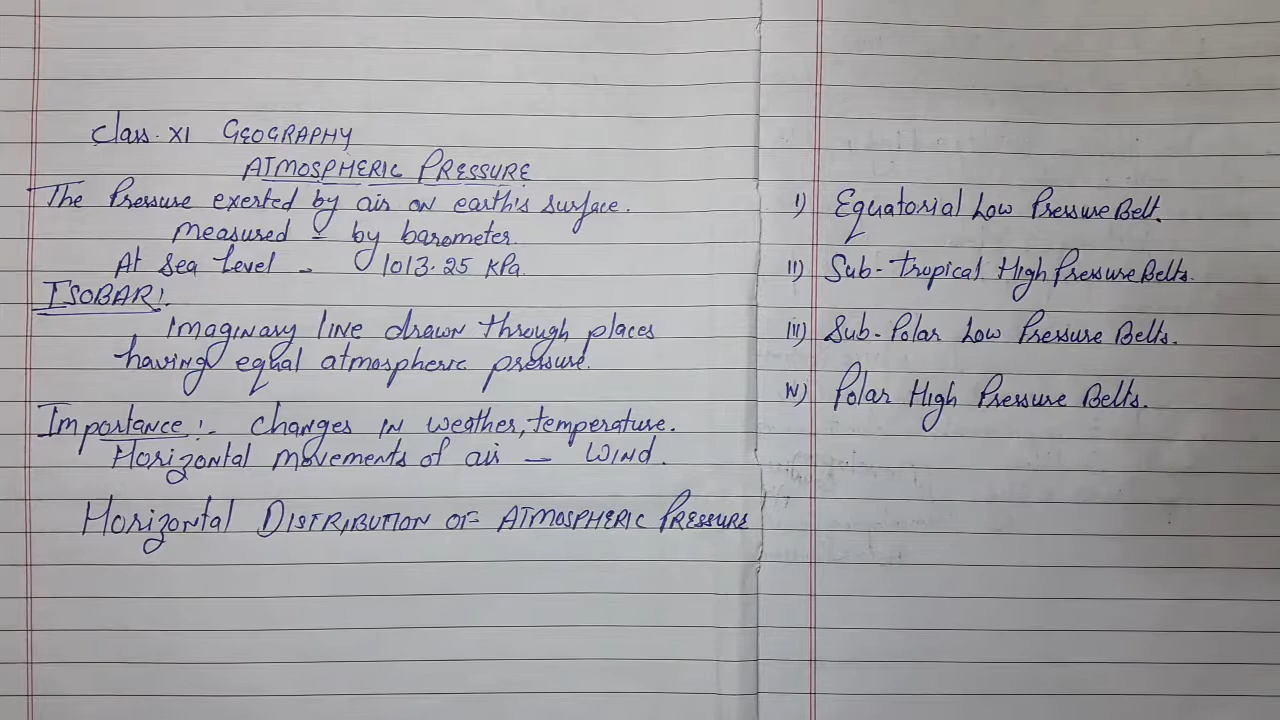 Class. XI GEOGRAPHY
ATMOSPHERIC PRESSURE
The Pressure exerted by air on earth's surface.
measured - by barometer.
At Sea Level - 1013.25 kPa.
ISOBAR:
Imaginary line drawn through places
having equal atmospheric pressure.
Importance:- Changes in weather, temperature.
Horizontal movements of air - WIND.
Horizontal DISTRIBUTION OF ATMOSPHERIC PRESSURE
I) Equatorial Low Pressure Belt.
II) Sub-tropical High Pressure Belts.
III) Sub-Polar Low Pressure Belts.
IV) Polar High Pressure Belts.